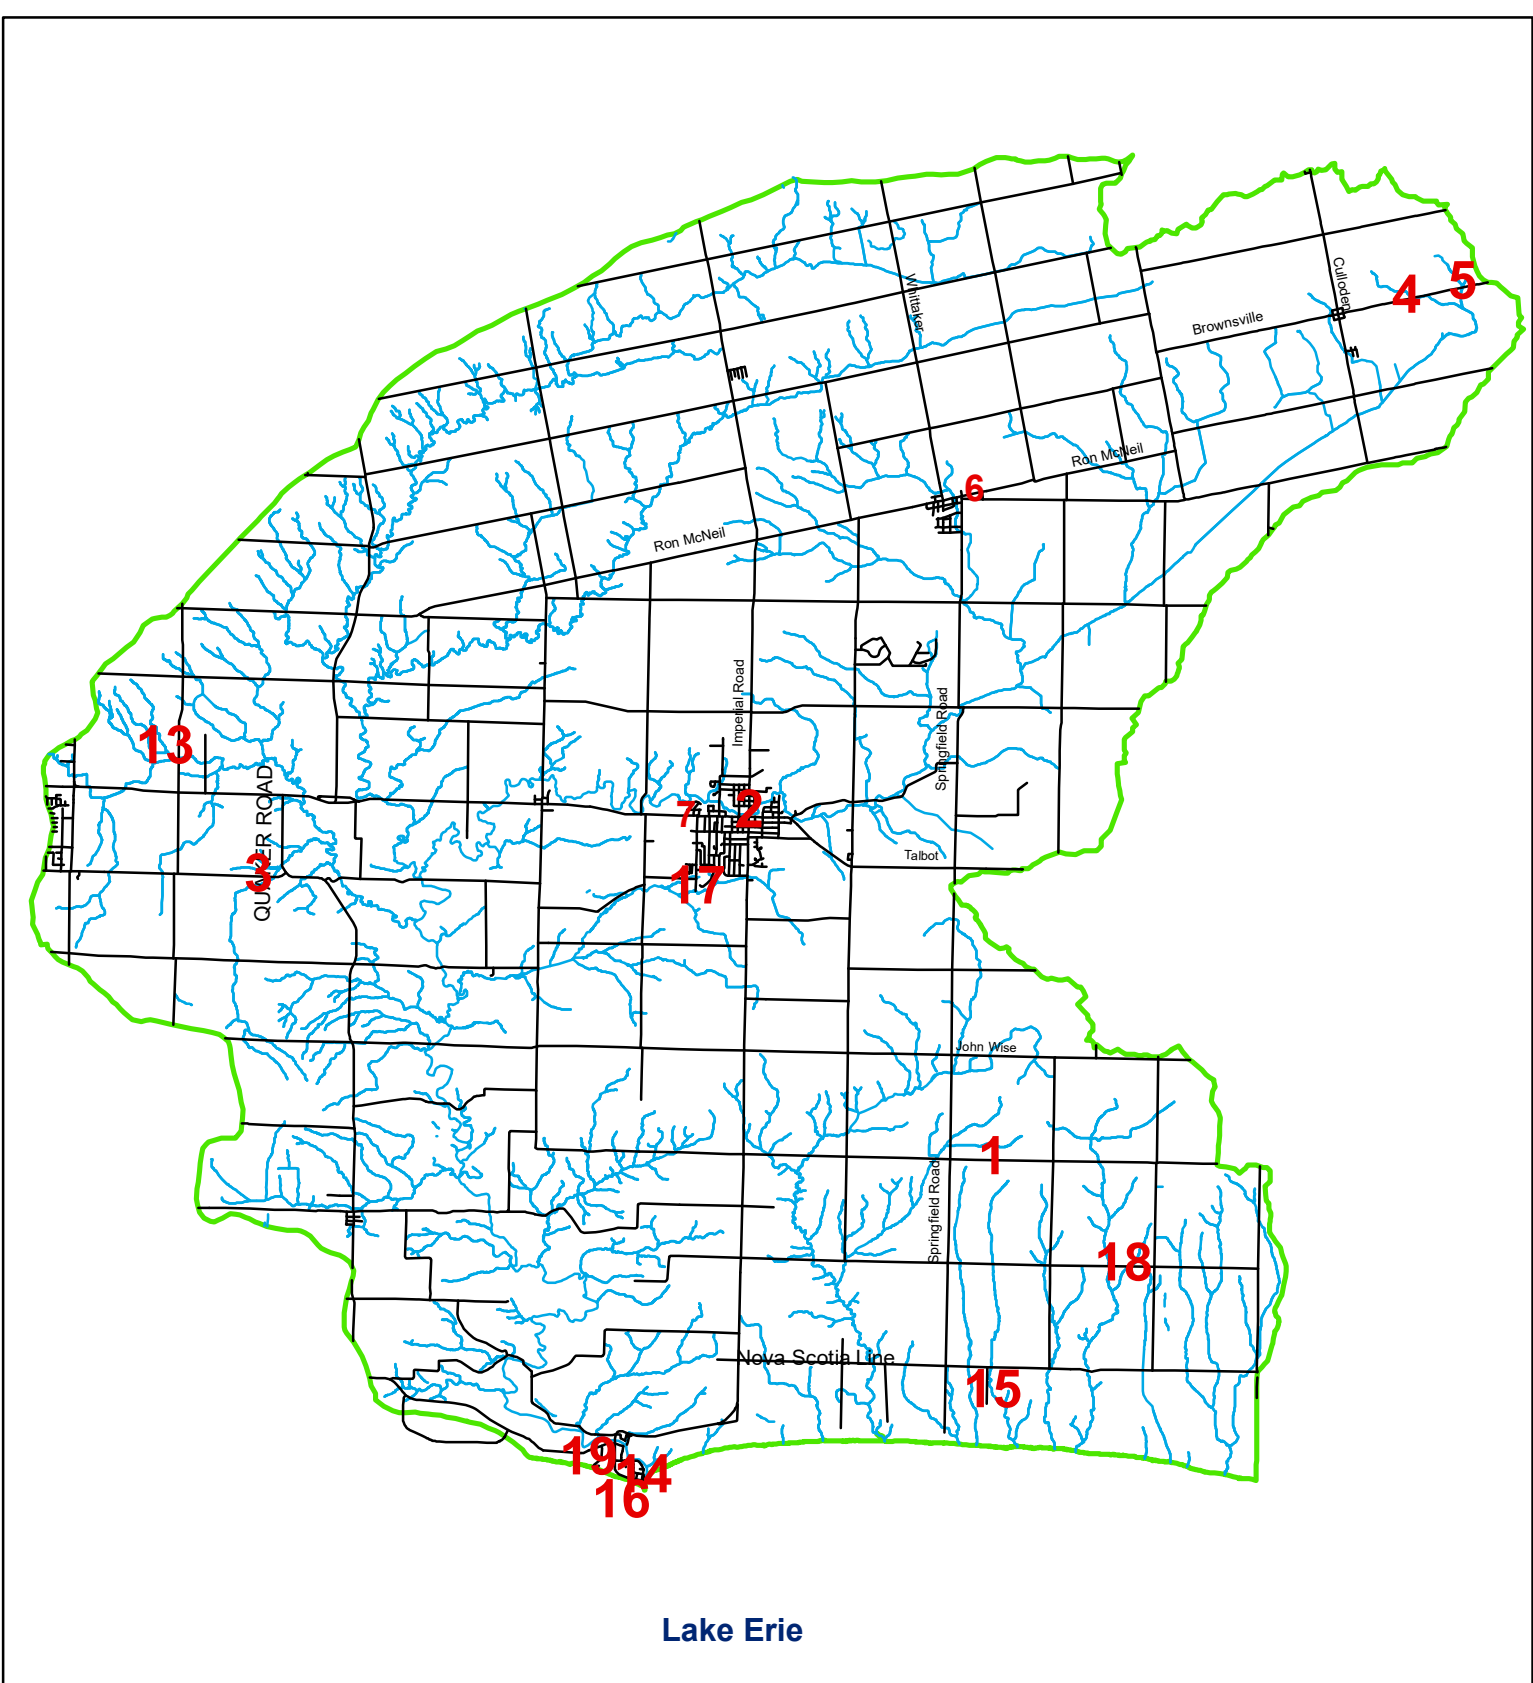 Whittaker
Culloden
4
5
Brownsville
Ron McNeil
6
Ron McNeil
Imperial Road
Springfield Road
13
QUAKER ROAD
7
2
3
Talbot
17
John Wise
1
Springfield Road
18
Nova Scotia Line
15
19
14
16
Lake Erie